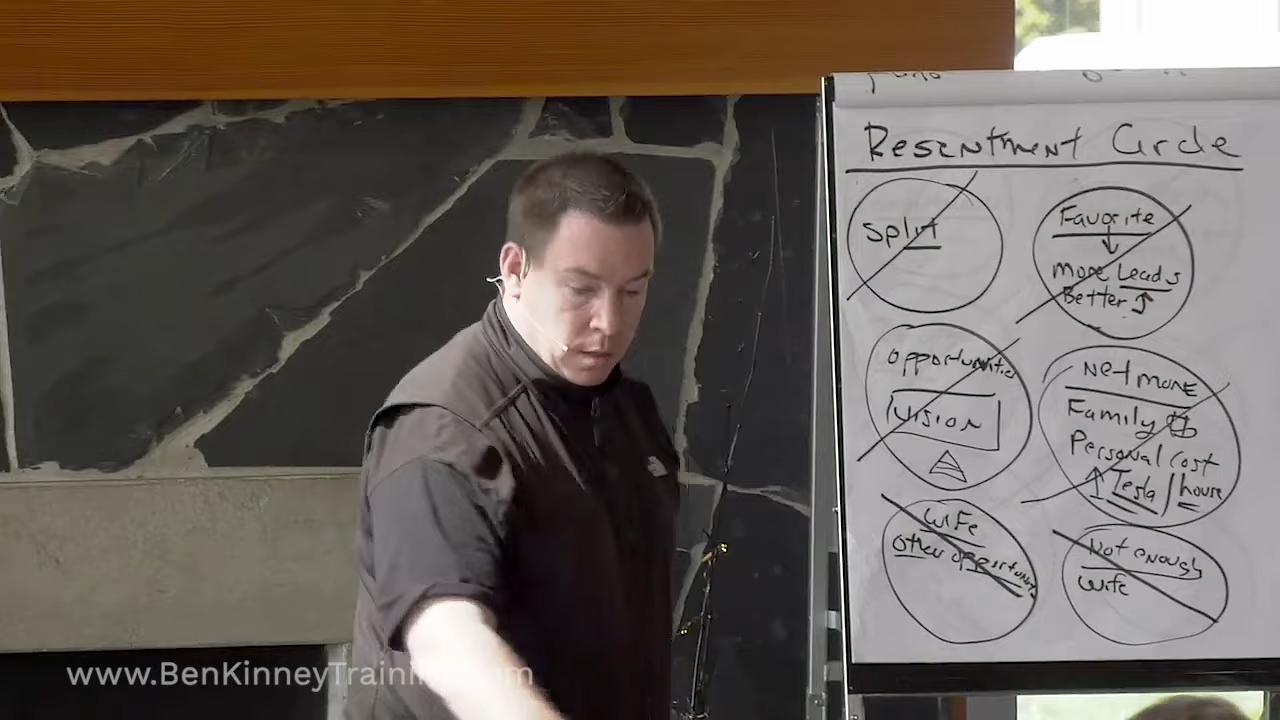 Resentment Circle
Split
Favorite
More Leads
Better
opportunities
Vision
Net more
Family
Personal cost
Tesla / house
wife
Other opportunities
Not enough
wife
www.BenKinneyTraining.com